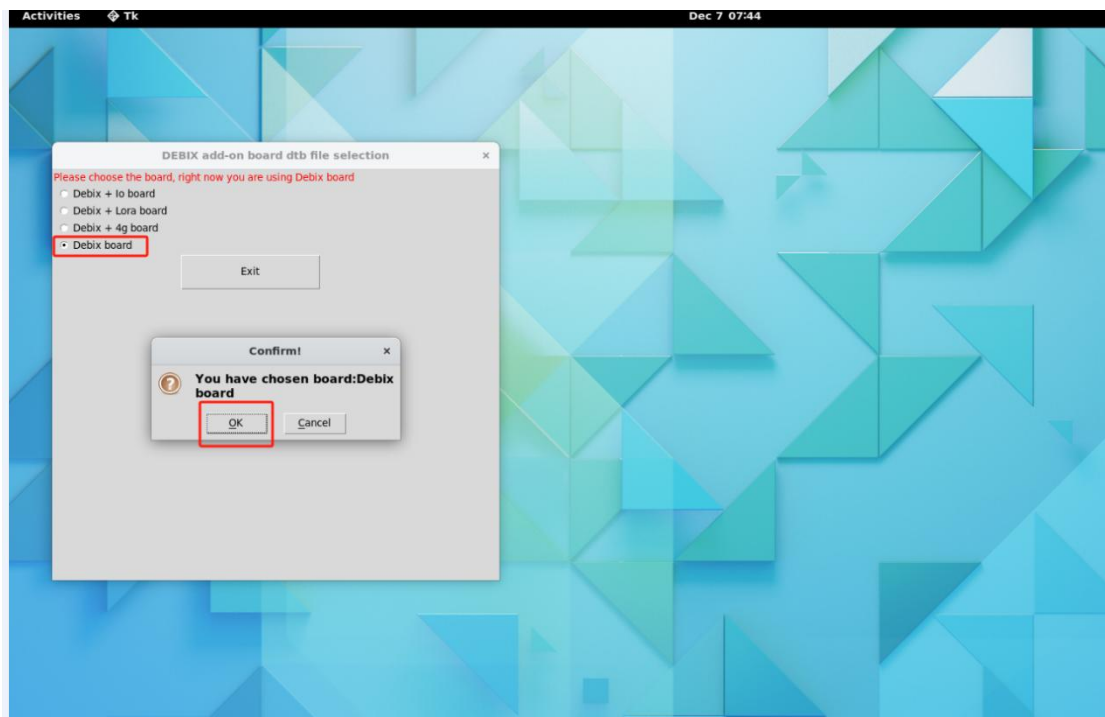 Activities Tk Dec 7 07:44
DEBIX add-on board dtb file selection ×
Please choose the board, right now you are using Debix board
Debix + Io board
Debix + Lora board
Debix + 4g board
Debix board
Exit
Confirm! ×
You have chosen board:Debix
board
OK Cancel